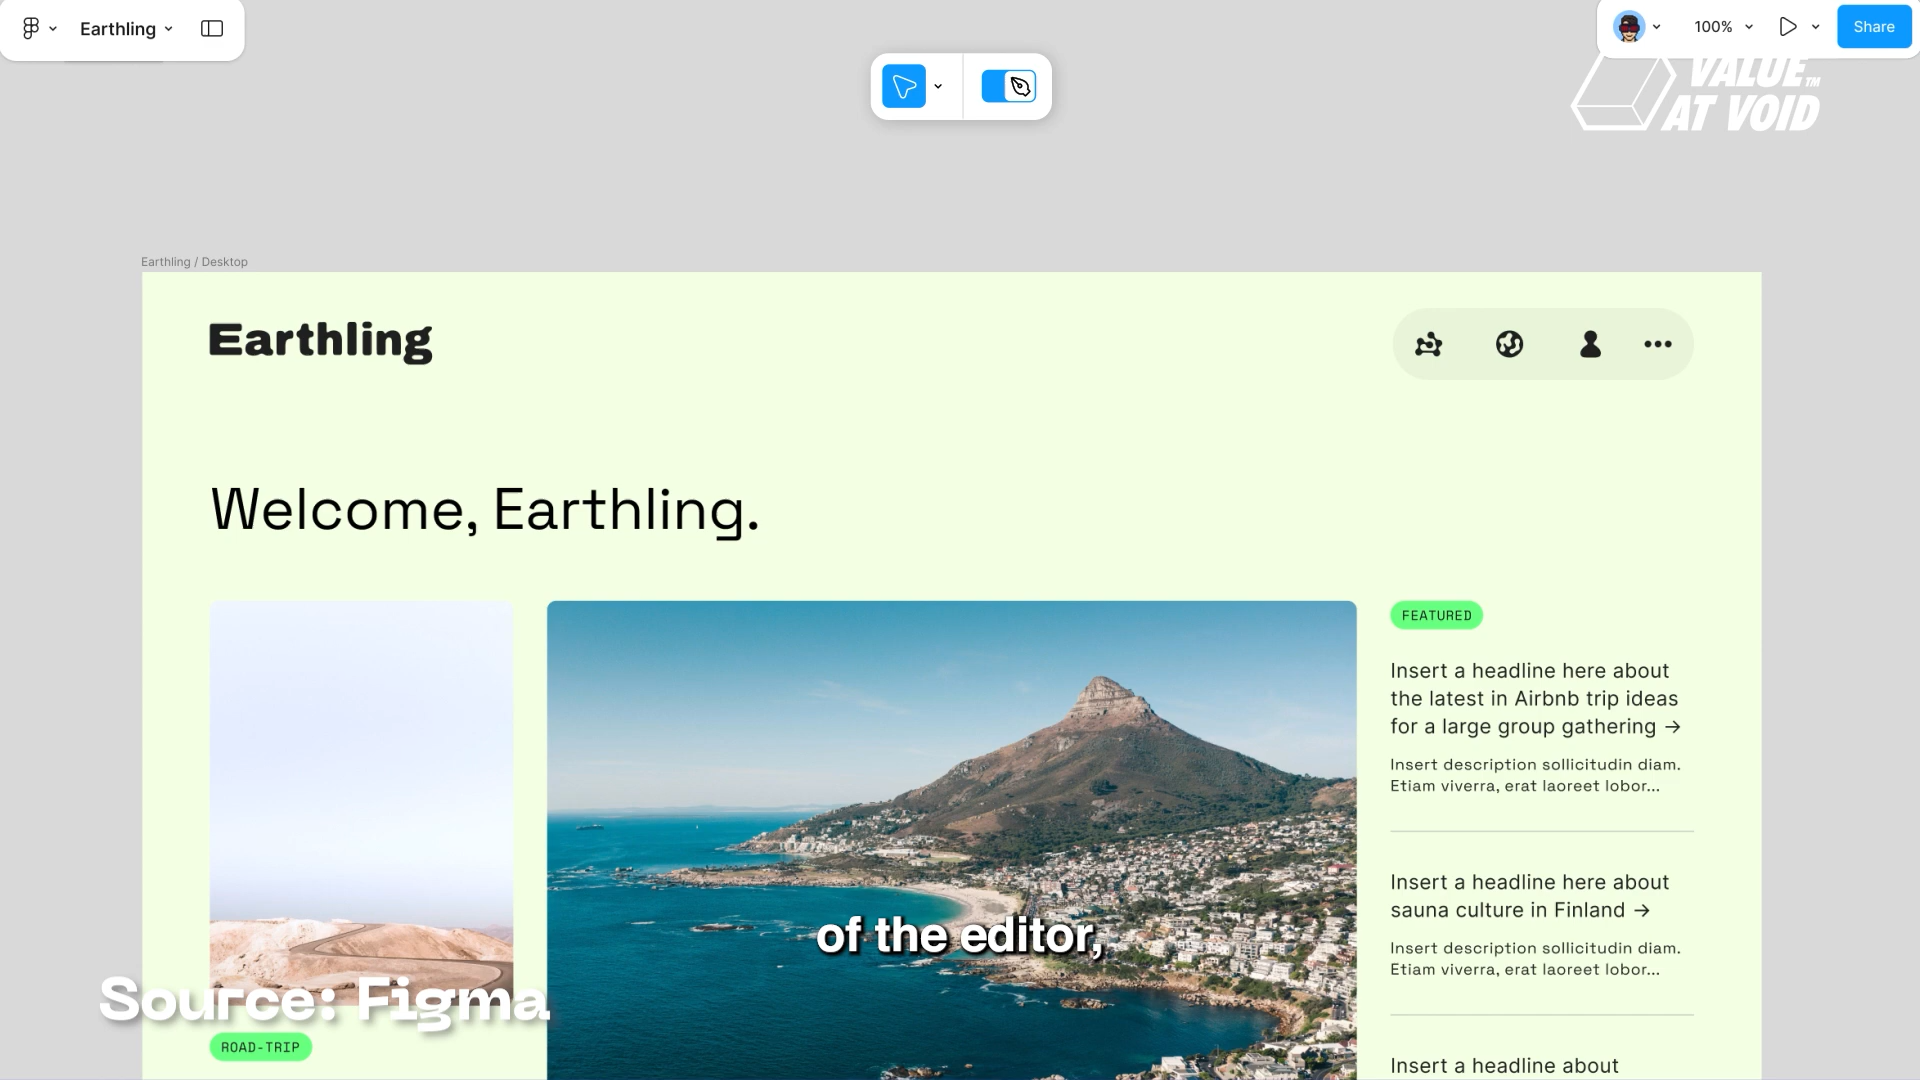 Earthling
100%
Share
VALUE™
AT VOID
Earthling / Desktop
Earthling
Welcome, Earthling.
FEATURED
Insert a headline here about
the latest in Airbnb trip ideas
for a large group gathering →
Insert description sollicitudin diam.
Etiam viverra, erat laoreet lobor...
Insert a headline here about
sauna culture in Finland →
Insert description sollicitudin diam.
Etiam viverra, erat laoreet lobor...
Insert a headline about
of the editor,
Source: Figma
ROAD-TRIP